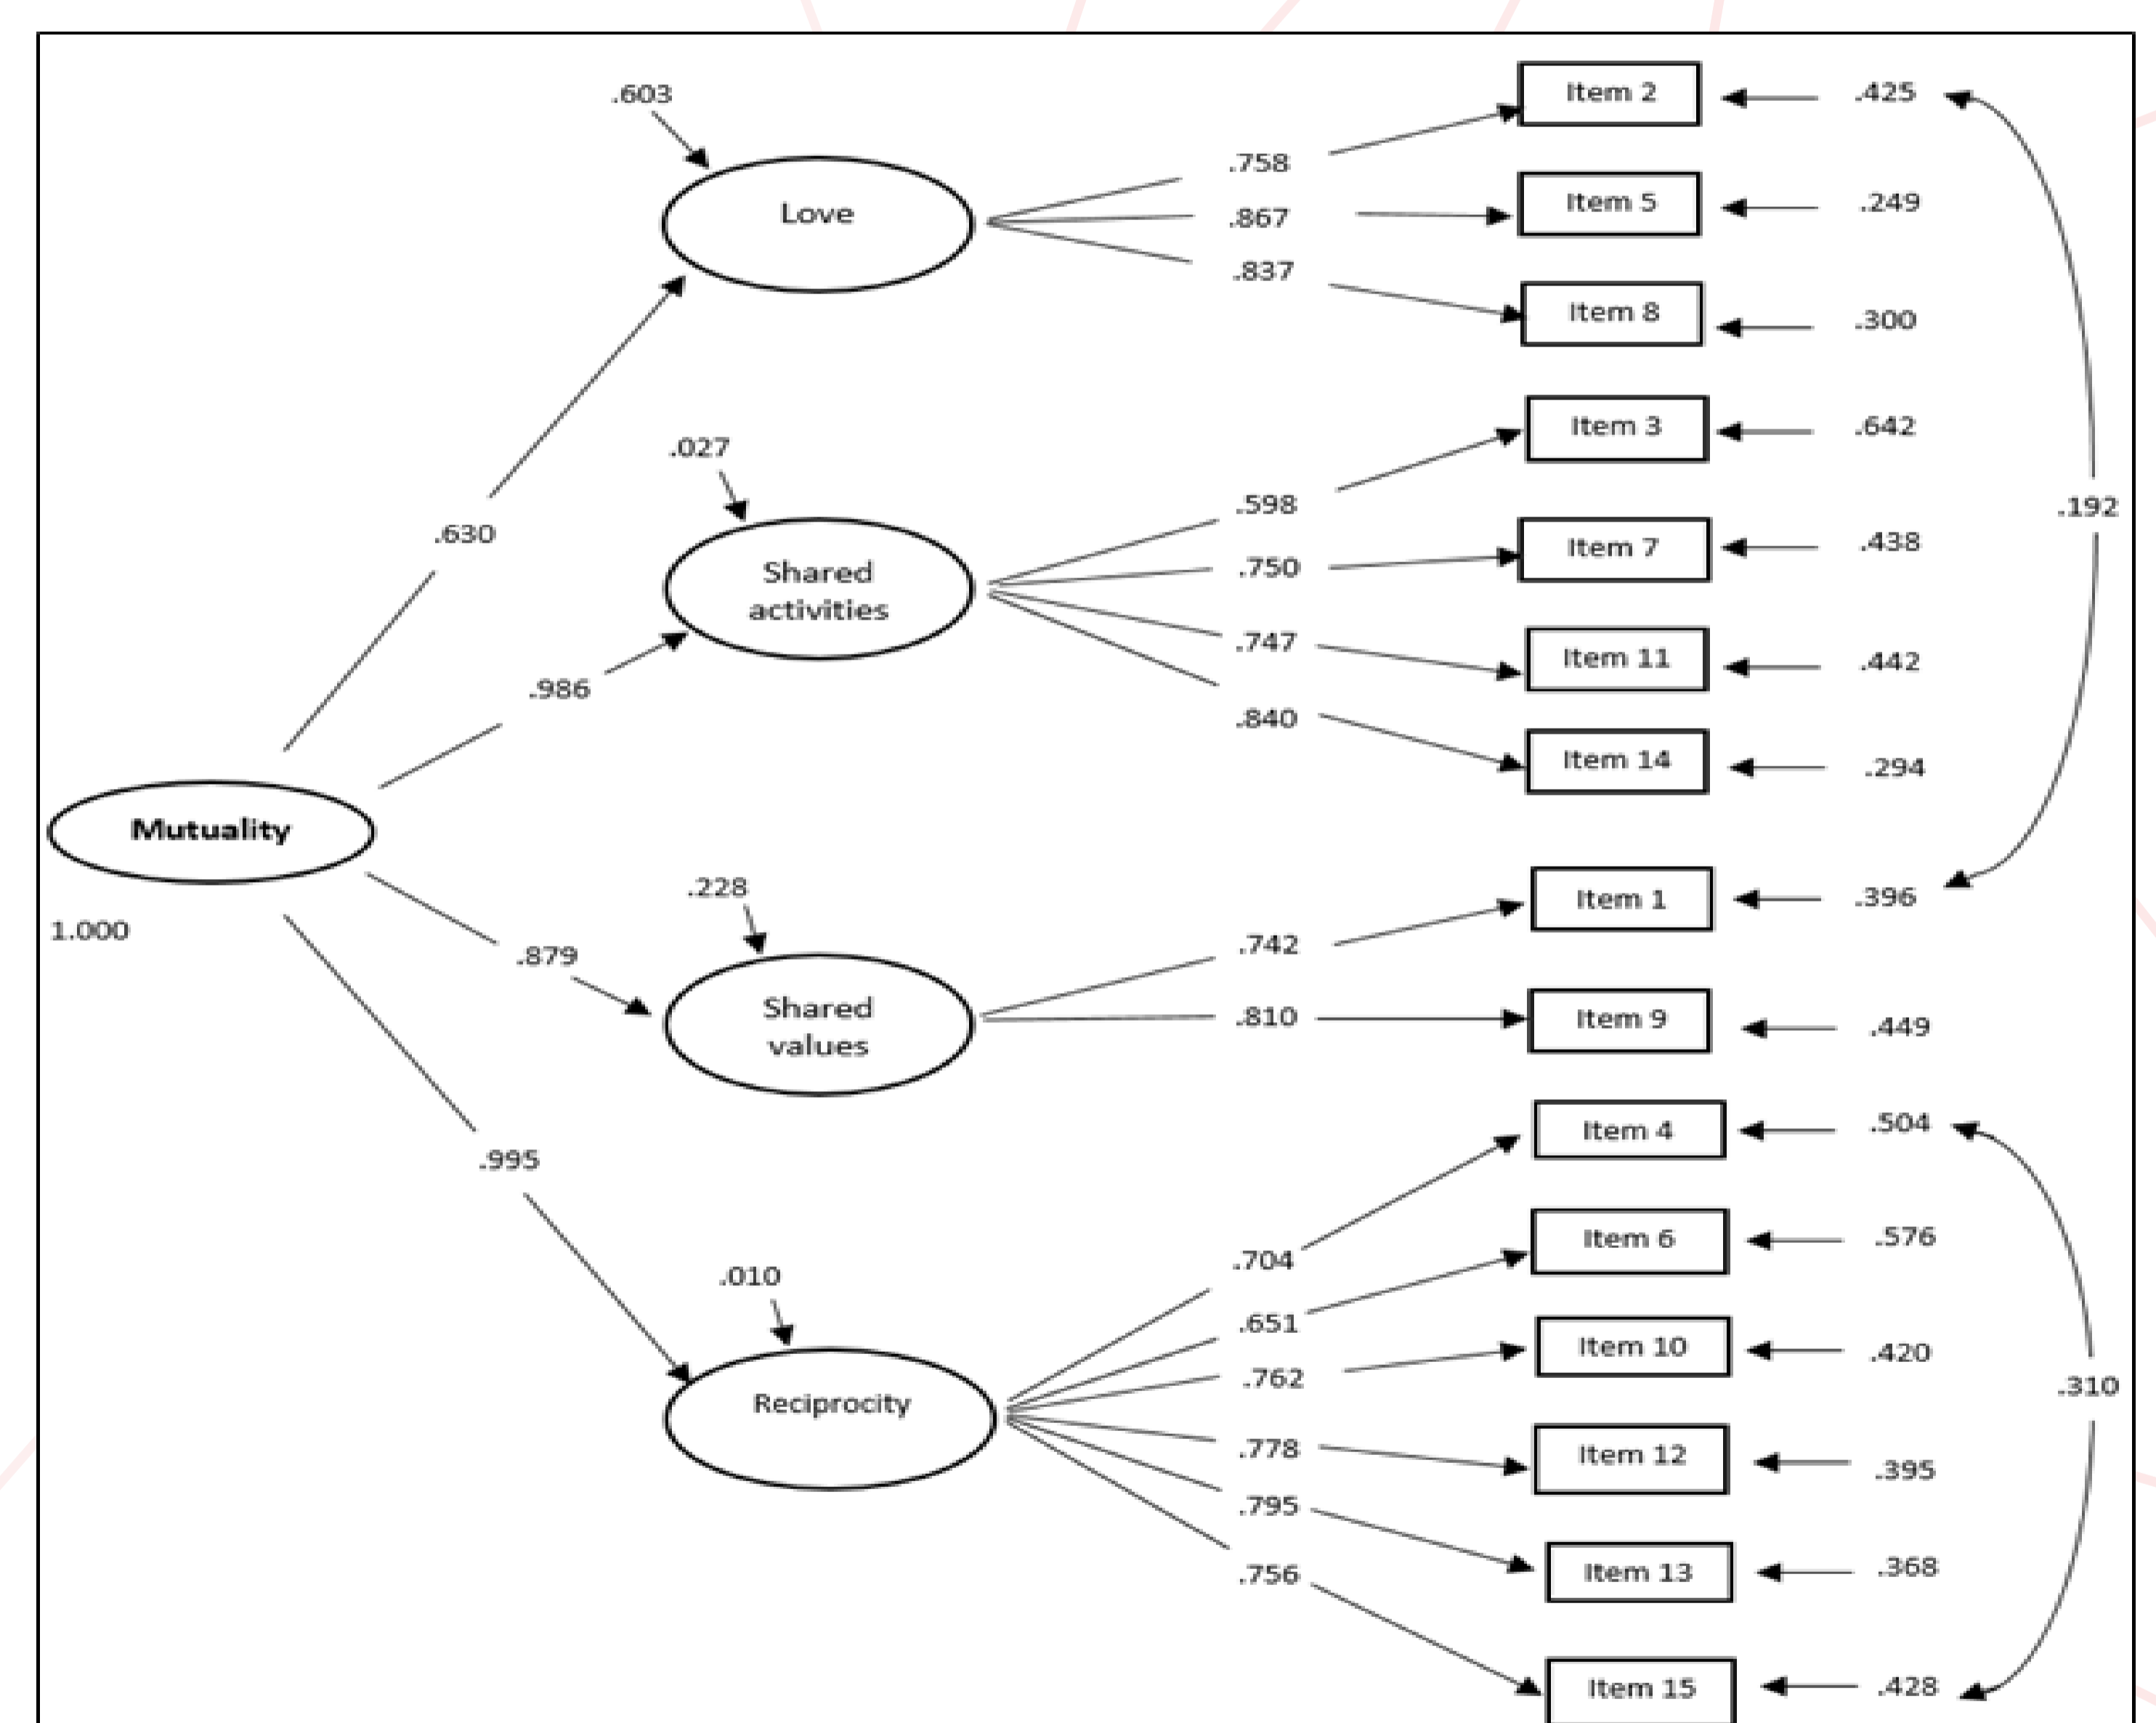 .603
Love
.758
.867
.837
Item 2
.425
Item 5
.249
Item 8
.300
.630
.027
Shared
activities
.598
.750
.747
.840
Item 3
.642
Item 7
.438
Item 11
.442
Item 14
.294
.192
.986
Mutuality
1.000
.879
.228
Shared
values
.742
.810
Item 1
.396
Item 9
.449
.995
.010
Reciprocity
.704
.651
.762
.778
.795
.756
Item 4
.504
Item 6
.576
Item 10
.420
Item 12
.395
Item 13
.368
Item 15
.428
.310